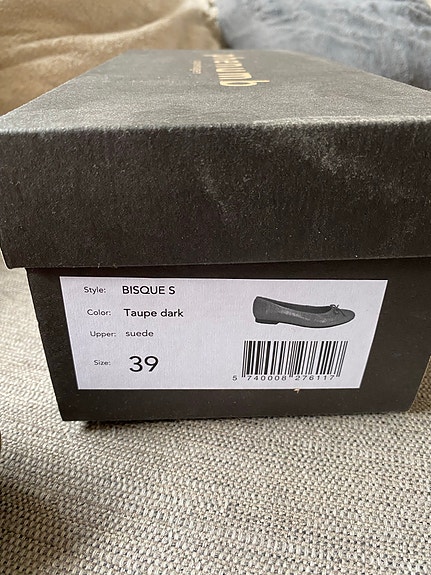 Style: BISQUE S
Color: Taupe dark
Upper: suede
Size: 39
5 740008 276117